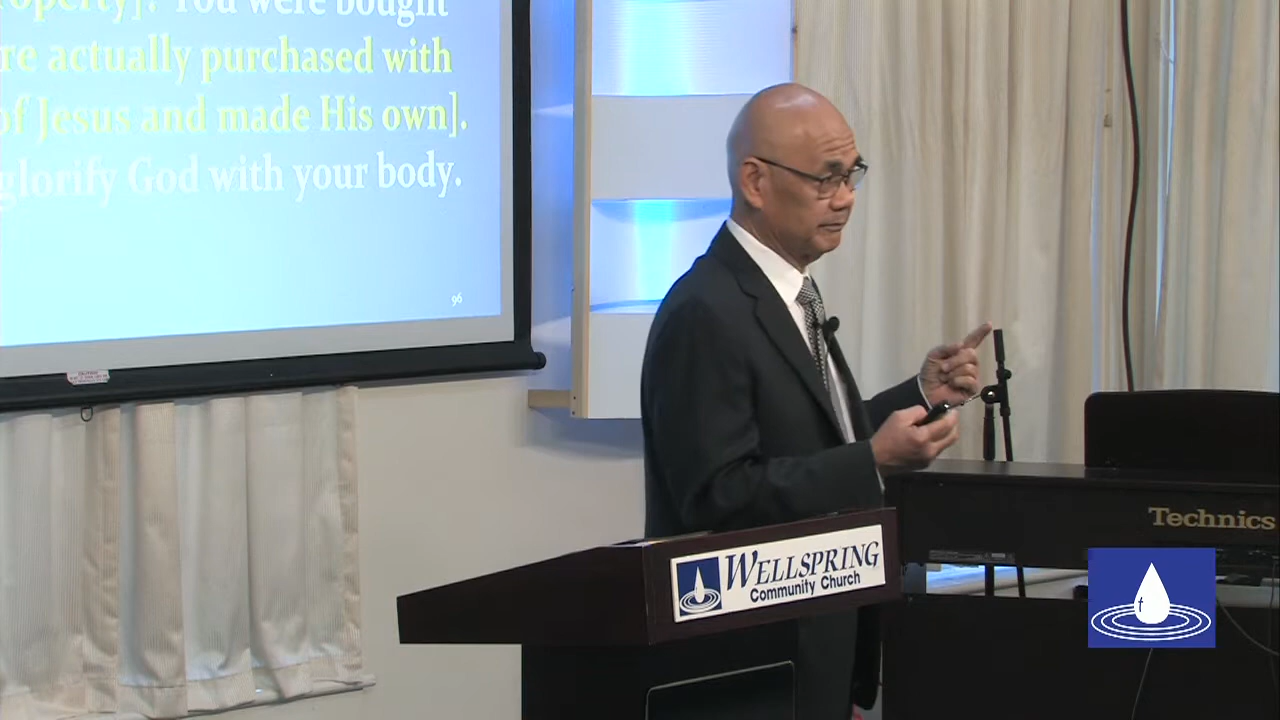 roperty]. You were bought
re actually purchased with
of Jesus and made His own].
glorify God with your body.
96
WELLSPRING
Community Church
Technics